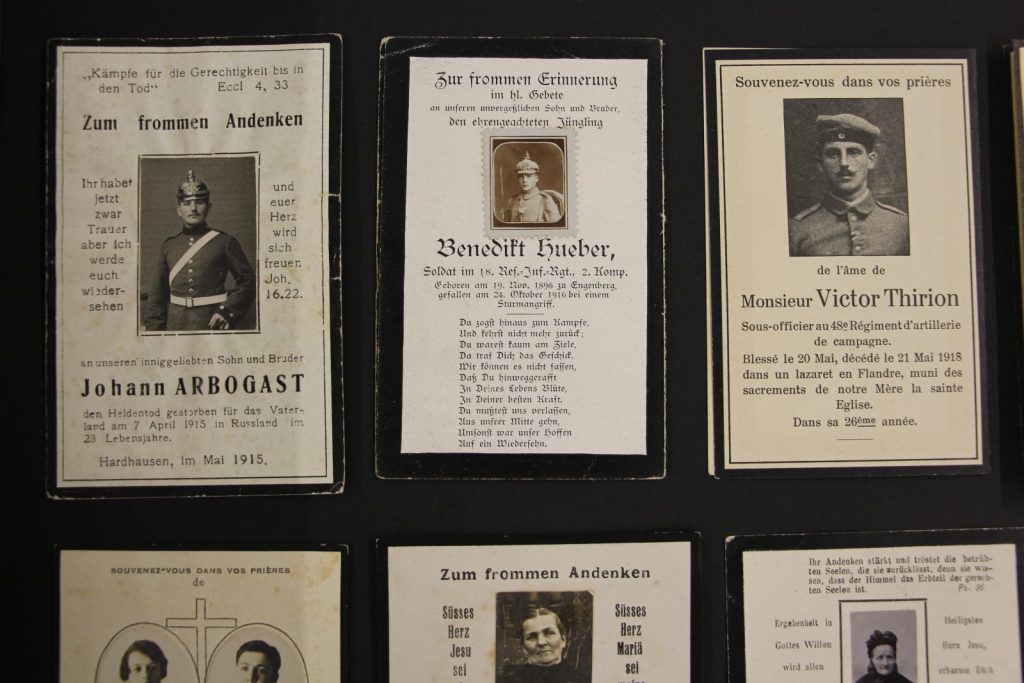 „Kämpfe für die Gerechtigkeit bis in
den Tod“ Eccl 4, 33
Zum frommen Andenken
Ihr habet
jetzt
zwar
Trauer
aber ich
werde
euch
wieder-
sehen
und
euer
Herz
wird
sich
freuen.
Joh.
16.22.
an unseren inniggeliebten Sohn und Bruder
Johann ARBOGAST
den Heldentod gestorben für das Vater-
land am 7 April 1915 in Russland im
23 Lebensjahre.
Hardhausen, im Mai 1915.
Zur frommen Erinnerung
im hl. Gebete
an unseren unvergeßlichen Sohn und Bruder,
den ehrengeachteten Jüngling
Benedikt Hueber,
Soldat im 18. Res.-Inf.-Rgt., 2. Komp.
Geboren am 19. Nov. 1896 zu Engenberg,
gefallen am 24. Oktober 1916 bei einem
Sturmangriff.
Du zogst hinaus zum Kampfe,
Und kehrst nicht mehr zurück;
Du warest kaum am Ziele,
Da traf Dich das Geschick.
Wir können es nicht fassen,
Daß Du hinweggerafft
In Deines Lebens Blüte,
In Deiner besten Kraft.
Du mußtest uns verlassen,
Aus unsrer Mitte gehn,
Umsonst war unser Hoffen
Auf ein Wiedersehn.
Souvenez-vous dans vos prières
de l'âme de
Monsieur Victor Thirion
Sous-officier au 48e Régiment d'artillerie
de campagne.
Blessé le 20 Mai, décédé le 21 Mai 1918
dans un lazaret en Flandre, muni des
sacrements de notre Mère la sainte
Eglise.
Dans sa 26ème année.
SOUVENEZ-VOUS DANS VOS PRIÈRES
de
Zum frommen Andenken
Süsses
Herz
Jesu
sei
Süsses
Herz
Mariä
sei
Ihr Andenken stärkt und tröstet die betrüb-
ten Seelen, die sie zurücklässt, denn sie wis-
sen, dass der Himmel das Erbteil der gerech-
ten Seelen ist. Ps. 36
Ergebenheit in
Gottes Willen
wird allen
Heiligstes
Herz Jesu,
erbarme Dich